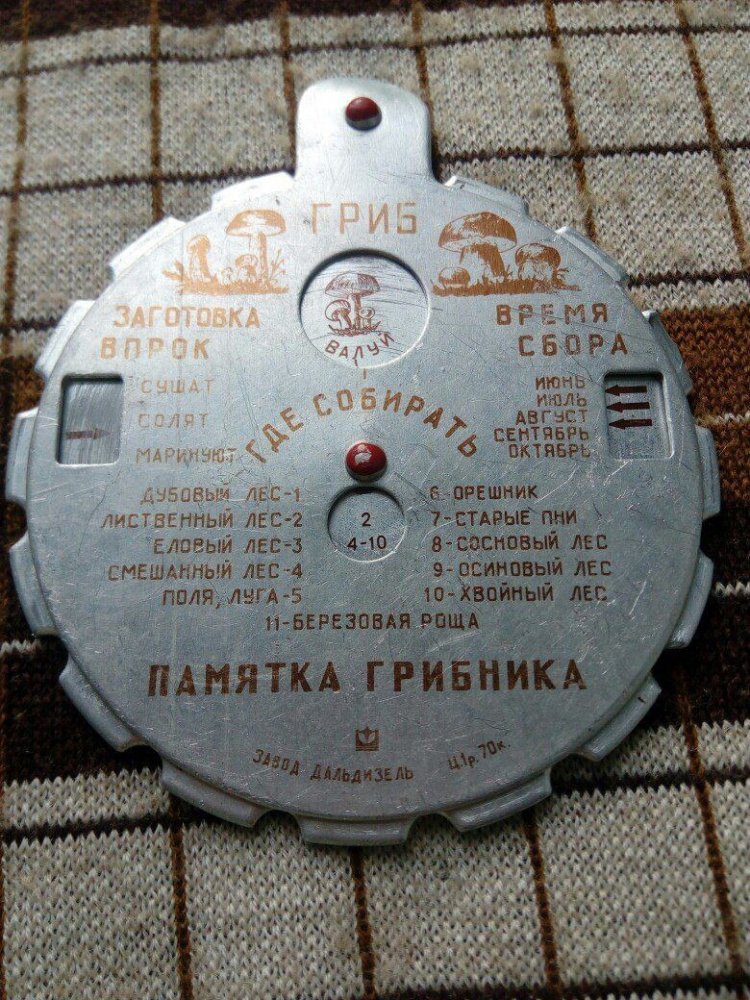 ГРИБ
ВАЛУЙ
ЗАГОТОВКА
ВПРОК
СУШАТ
СОЛЯТ
МАРИНУЮТ
ВРЕМЯ
СБОРА
ИЮНЬ
ИЮЛЬ
АВГУСТ
СЕНТЯБРЬ
ОКТЯБРЬ
ГДЕ СОБИРАТЬ
ДУБОВЫЙ ЛЕС-1
ЛИСТВЕННЫЙ ЛЕС-2
ЕЛОВЫЙ ЛЕС-3
СМЕШАННЫЙ ЛЕС-4
ПОЛЯ, ЛУГА-5
2
4-10
6-ОРЕШНИК
7-СТАРЫЕ ПНИ
8-СОСНОВЫЙ ЛЕС
9-ОСИНОВЫЙ ЛЕС
10-ХВОЙНЫЙ ЛЕС
11-БЕРЕЗОВАЯ РОЩА
ПАМЯТКА ГРИБНИКА
ЗАВОД ДАЛЬДИЗЕЛЬ Ц.1р.70к.